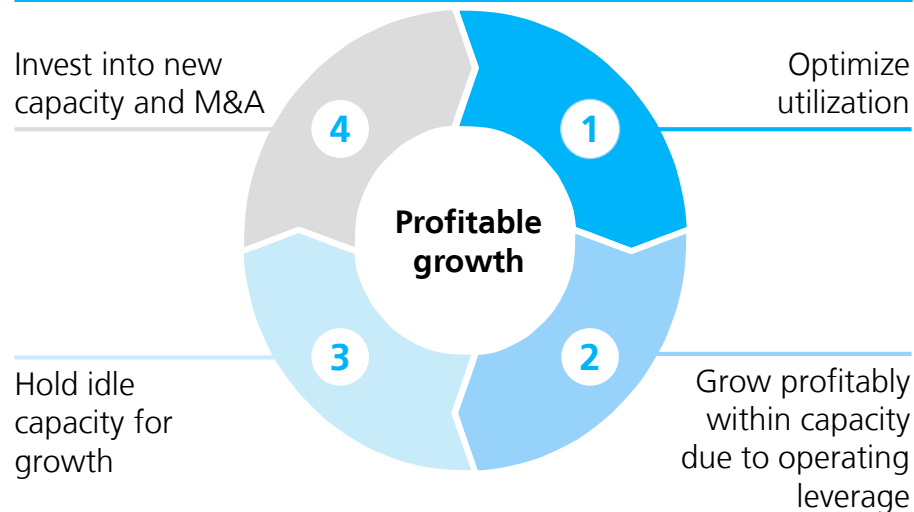 Invest into new
capacity and M&A
4
1
Optimize
utilization
Profitable
growth
3
2
Hold idle
capacity for
growth
Grow profitably
within capacity
due to operating
leverage